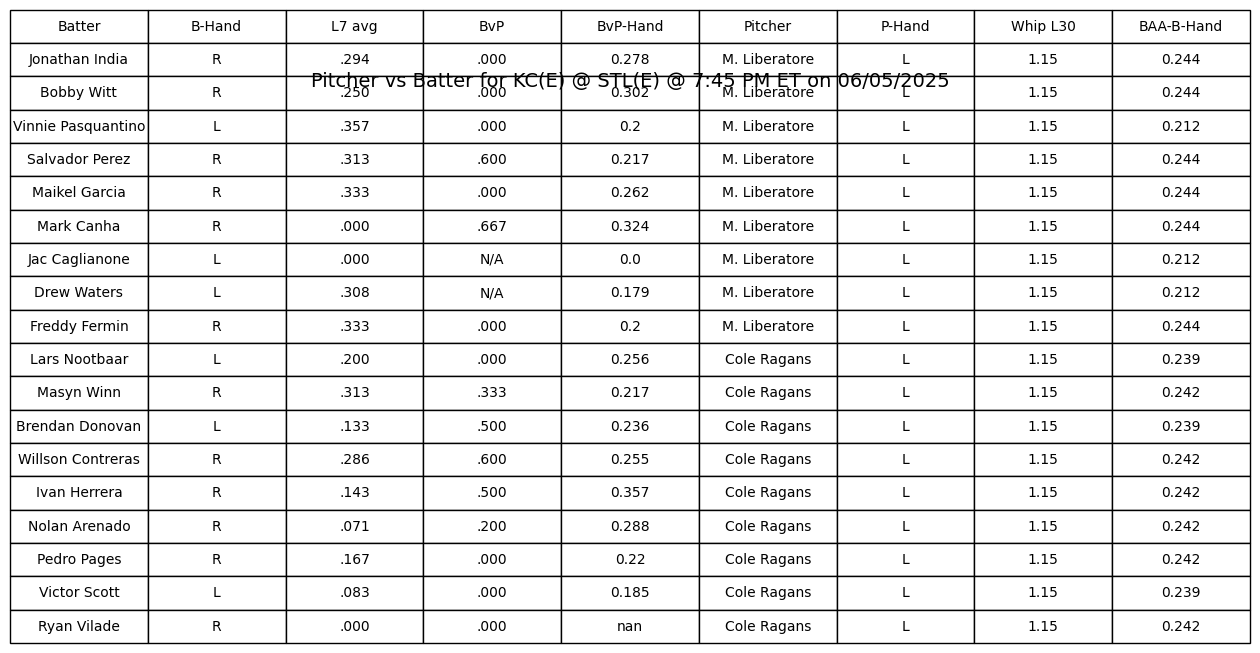 Batter B-Hand L7 avg BvP BvP-Hand Pitcher P-Hand Whip L30 BAA-B-Hand
Jonathan India R .294 .000 0.278 M. Liberatore L 1.15 0.244
Pitcher vs Batter for KC(E) @ STL(E) @ 7:45 PM ET on 06/05/2025
Bobby Witt R .250 .000 0.302 M. Liberatore L 1.15 0.244
Vinnie Pasquantino L .357 .000 0.2 M. Liberatore L 1.15 0.212
Salvador Perez R .313 .600 0.217 M. Liberatore L 1.15 0.244
Maikel Garcia R .333 .000 0.262 M. Liberatore L 1.15 0.244
Mark Canha R .000 .667 0.324 M. Liberatore L 1.15 0.244
Jac Caglianone L .000 N/A 0.0 M. Liberatore L 1.15 0.212
Drew Waters L .308 N/A 0.179 M. Liberatore L 1.15 0.212
Freddy Fermin R .333 .000 0.2 M. Liberatore L 1.15 0.244
Lars Nootbaar L .200 .000 0.256 Cole Ragans L 1.15 0.239
Masyn Winn R .313 .333 0.217 Cole Ragans L 1.15 0.242
Brendan Donovan L .133 .500 0.236 Cole Ragans L 1.15 0.239
Willson Contreras R .286 .600 0.255 Cole Ragans L 1.15 0.242
Ivan Herrera R .143 .500 0.357 Cole Ragans L 1.15 0.242
Nolan Arenado R .071 .200 0.288 Cole Ragans L 1.15 0.242
Pedro Pages R .167 .000 0.22 Cole Ragans L 1.15 0.242
Victor Scott L .083 .000 0.185 Cole Ragans L 1.15 0.239
Ryan Vilade R .000 .000 nan Cole Ragans L 1.15 0.242